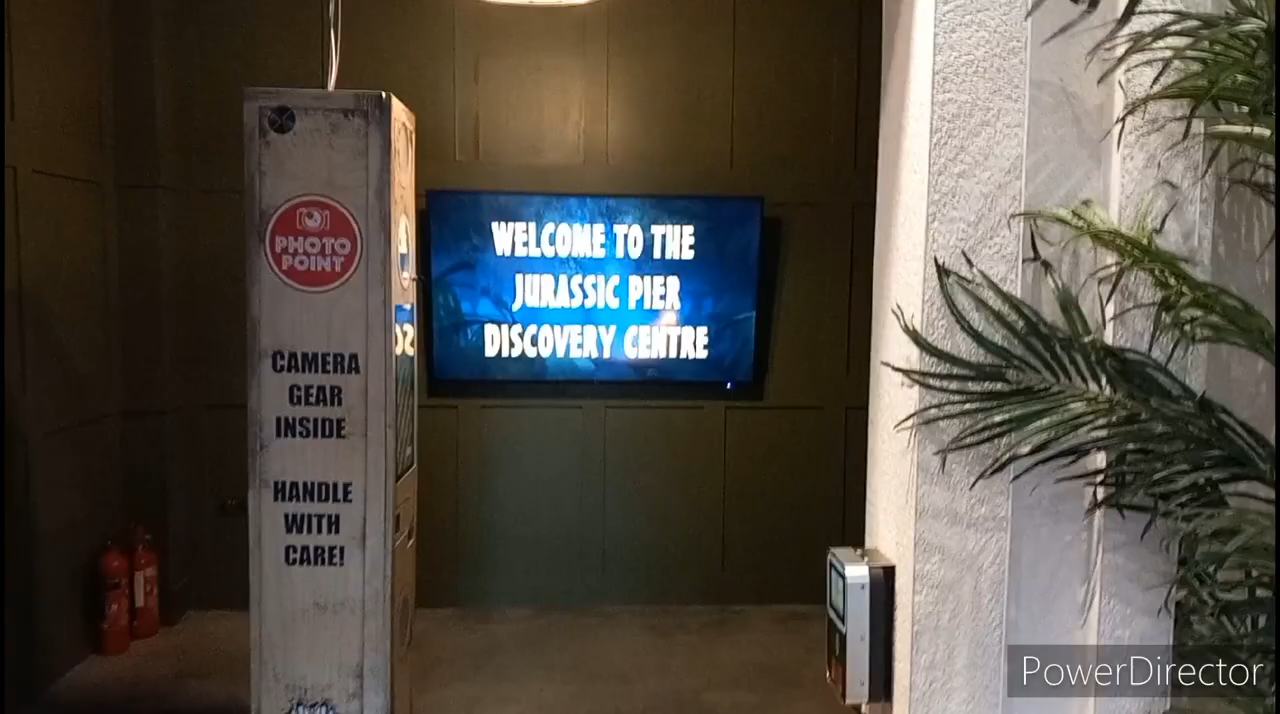 PHOTO
POINT
CAMERA
GEAR
INSIDE
HANDLE
WITH
CARE!
WELCOME TO THE
JURASSIC PIER
DISCOVERY CENTRE
PowerDirector